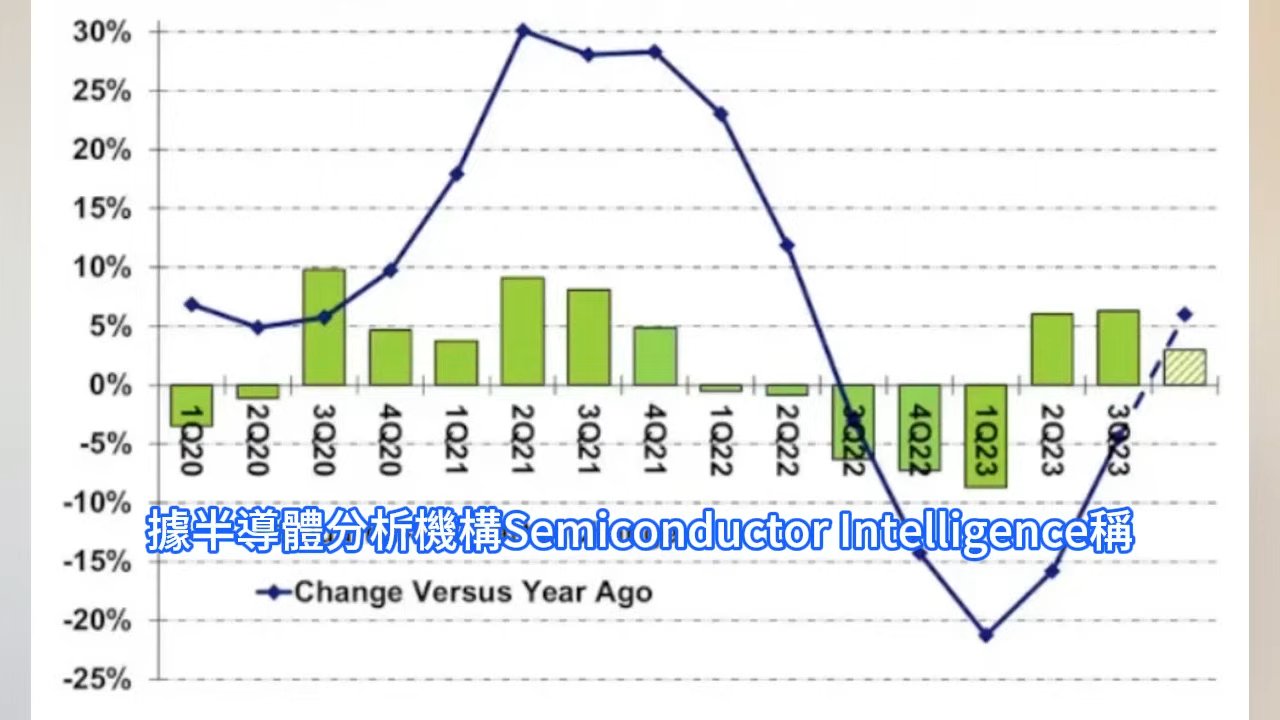 30%
25%
20%
15%
10%
5%
0%
-5%
-10%
-15%
-20%
-25%
1Q20
2Q20
3Q20
4Q20
1Q21
2Q21
3Q21
4Q21
1Q22
2Q22
3Q22
4Q22
1Q23
2Q23
3Q23
據半導體分析機構Semiconductor Intelligence稱
Change Versus Year Ago